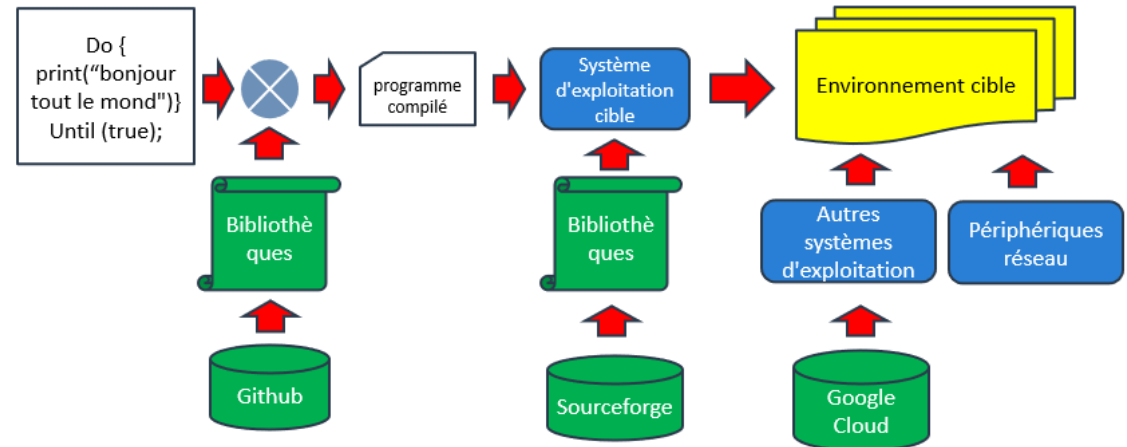 Do {
print(“bonjour
tout le mond")}
Until (true);
programme
compilé
Système
d'exploitation
cible
Environnement cible
Bibliothè
ques
Bibliothè
ques
Autres
systèmes
d'exploitation
Périphériques
réseau
Github
Sourceforge
Google
Cloud